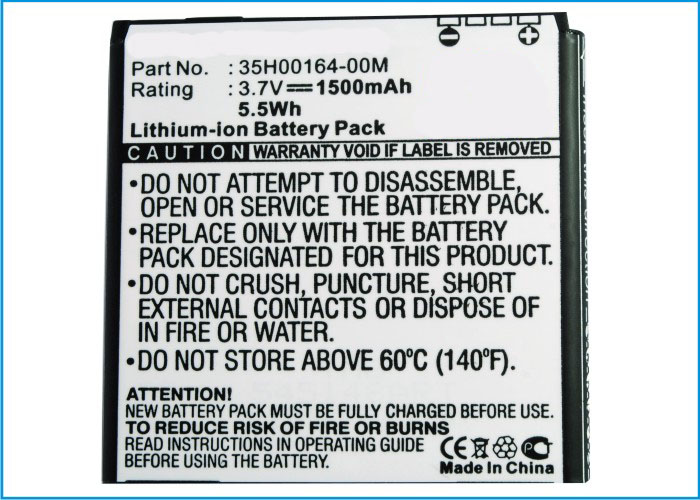 Part No. : 35H00164-00M
Rating : 3.7V 1500mAh
5.5Wh
Lithium-ion Battery Pack
CAUTION WARRANTY VOID IF LABEL IS REMOVED
•DO NOT ATTEMPT TO DISASSEMBLE,
OPEN OR SERVICE THE BATTERY PACK.
•REPLACE ONLY WITH THE BATTERY
PACK DESIGNATED FOR THIS PRODUCT.
•DO NOT CRUSH, PUNCTURE, SHORT
EXTERNAL CONTACTS OR DISPOSE OF
IN FIRE OR WATER.
•DO NOT STORE ABOVE 60°C (140°F).
ATTENTION:
NEW BATTERY PACK MUST BE FULLY CHARGED BEFORE USE
TO REDUCE RISK OF FIRE OR BURNS
READ INSTRUCTIONS IN OPERATING GUIDE
BEFORE USING BATTERY.
CE
Made In China